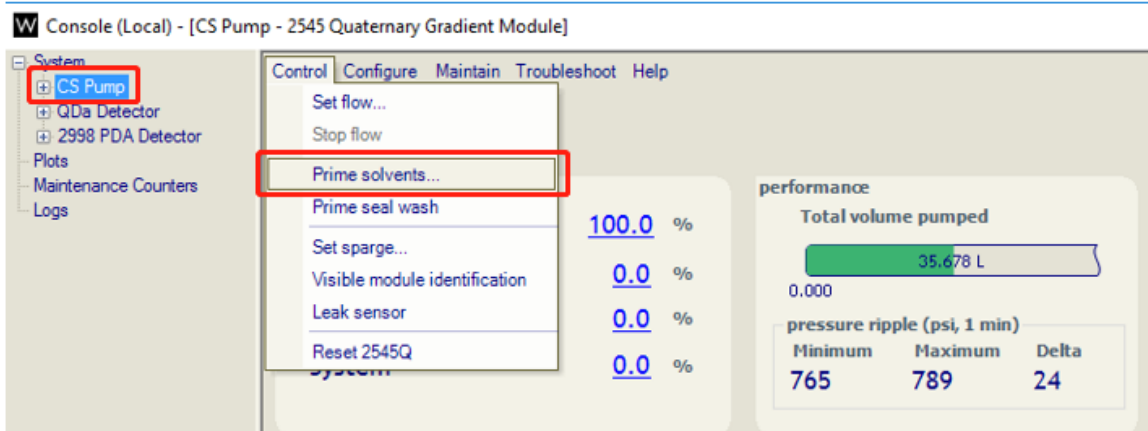 W Console (Local) - [CS Pump - 2545 Quaternary Gradient Module]
System
CS Pump
QDa Detector
2998 PDA Detector
Plots
Maintenance Counters
Logs
Control Configure Maintain Troubleshoot Help
Set flow...
Stop flow
Prime solvents...
Prime seal wash
Set sparge...
Visible module identification
Leak sensor
Reset 2545Q
100.0 %
0.0 %
0.0 %
0.0 %
performance
Total volume pumped
35.678 L
0.000
pressure ripple (psi, 1 min)
Minimum Maximum Delta
765 789 24